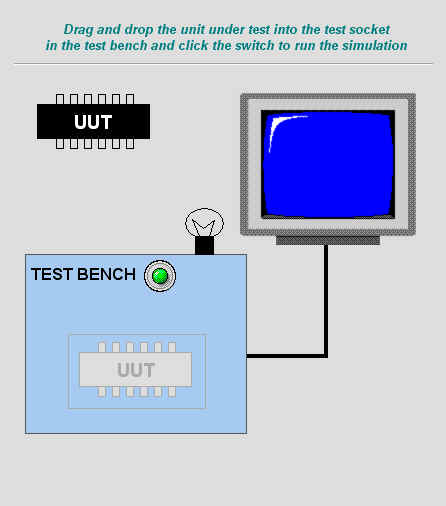 Drag and drop the unit under test into the test socket
in the test bench and click the switch to run the simulation
UUT
TEST BENCH
UUT